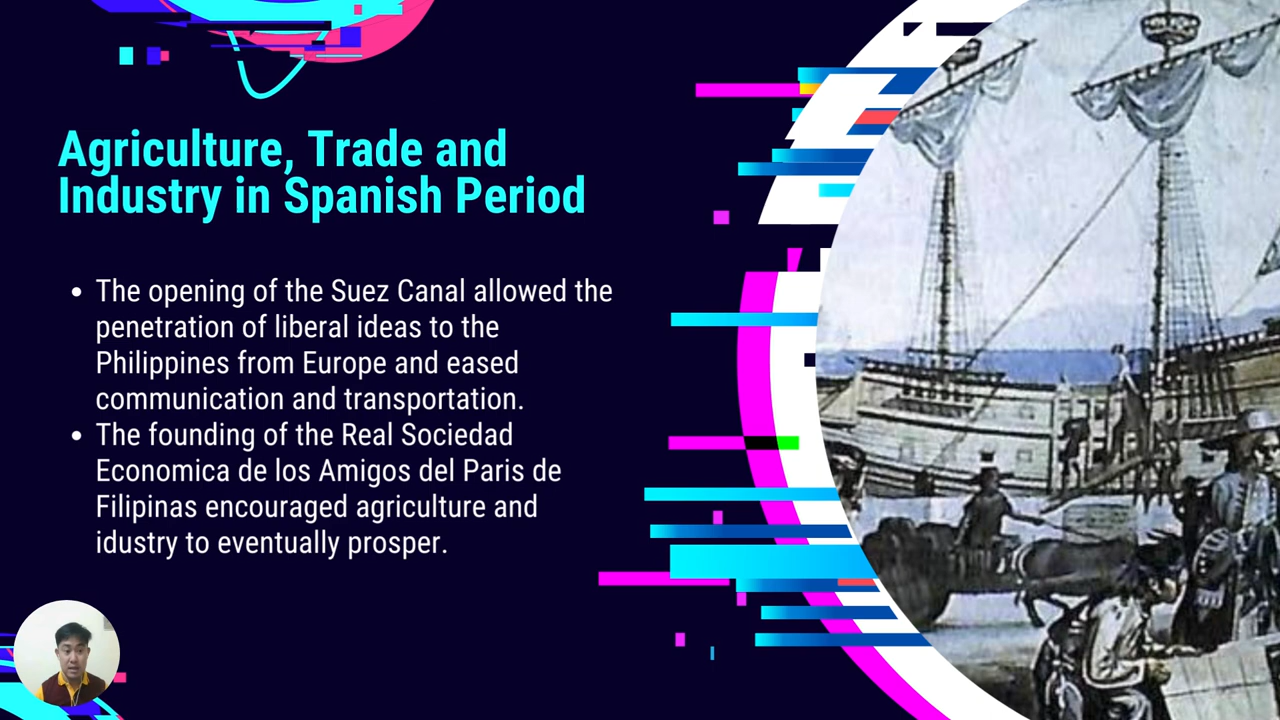 Agriculture, Trade and
Industry in Spanish Period
• The opening of the Suez Canal allowed the
penetration of liberal ideas to the
Philippines from Europe and eased
communication and transportation.
• The founding of the Real Sociedad
Economica de los Amigos del Paris de
Filipinas encouraged agriculture and
idustry to eventually prosper.